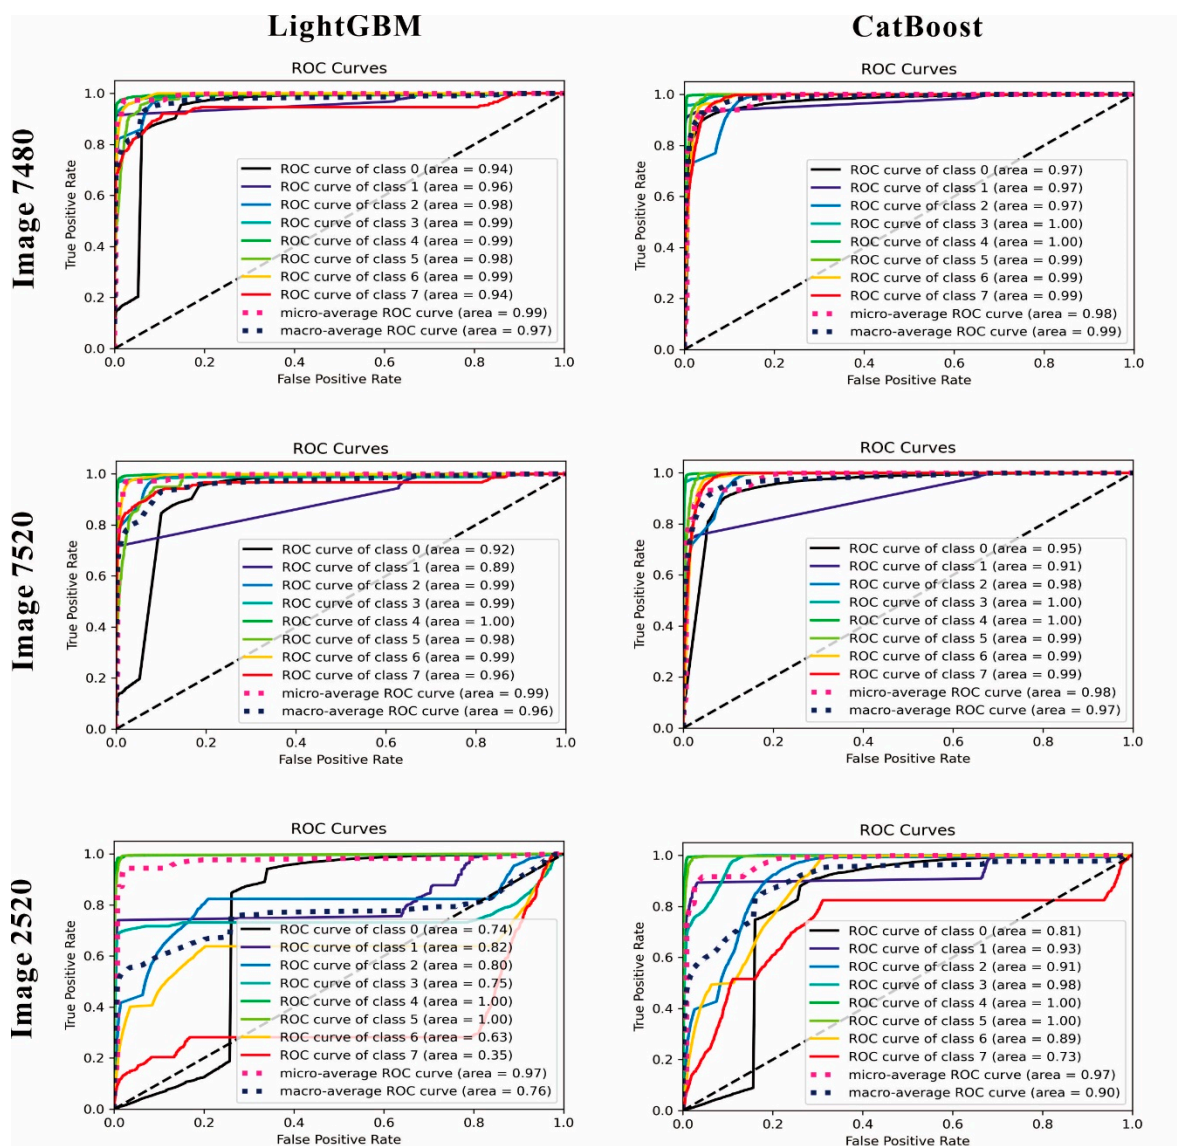 LightGBM
CatBoost
Image 7480
ROC Curves
True Positive Rate
1.0
0.8
0.6
0.4
0.2
0.0
ROC curve of class 0 (area = 0.94)
ROC curve of class 1 (area = 0.96)
ROC curve of class 2 (area = 0.98)
ROC curve of class 3 (area = 0.99)
ROC curve of class 4 (area = 0.99)
ROC curve of class 5 (area = 0.98)
ROC curve of class 6 (area = 0.99)
ROC curve of class 7 (area = 0.94)
micro-average ROC curve (area = 0.99)
macro-average ROC curve (area = 0.97)
0.0 0.2 0.4 0.6 0.8 1.0
False Positive Rate
ROC Curves
True Positive Rate
1.0
0.8
0.6
0.4
0.2
0.0
ROC curve of class 0 (area = 0.97)
ROC curve of class 1 (area = 0.97)
ROC curve of class 2 (area = 0.97)
ROC curve of class 3 (area = 1.00)
ROC curve of class 4 (area = 1.00)
ROC curve of class 5 (area = 0.99)
ROC curve of class 6 (area = 0.99)
ROC curve of class 7 (area = 0.99)
micro-average ROC curve (area = 0.98)
macro-average ROC curve (area = 0.99)
0.0 0.2 0.4 0.6 0.8 1.0
False Positive Rate
Image 7520
ROC Curves
True Positive Rate
1.0
0.8
0.6
0.4
0.2
0.0
ROC curve of class 0 (area = 0.92)
ROC curve of class 1 (area = 0.89)
ROC curve of class 2 (area = 0.99)
ROC curve of class 3 (area = 0.99)
ROC curve of class 4 (area = 1.00)
ROC curve of class 5 (area = 0.98)
ROC curve of class 6 (area = 0.99)
ROC curve of class 7 (area = 0.96)
micro-average ROC curve (area = 0.99)
macro-average ROC curve (area = 0.96)
0.0 0.2 0.4 0.6 0.8 1.0
False Positive Rate
ROC Curves
True Positive Rate
1.0
0.8
0.6
0.4
0.2
0.0
ROC curve of class 0 (area = 0.95)
ROC curve of class 1 (area = 0.91)
ROC curve of class 2 (area = 0.98)
ROC curve of class 3 (area = 1.00)
ROC curve of class 4 (area = 1.00)
ROC curve of class 5 (area = 0.99)
ROC curve of class 6 (area = 0.99)
ROC curve of class 7 (area = 0.99)
micro-average ROC curve (area = 0.98)
macro-average ROC curve (area = 0.97)
0.0 0.2 0.4 0.6 0.8 1.0
False Positive Rate
Image 2520
ROC Curves
True Positive Rate
1.0
0.8
0.6
0.4
0.2
0.0
ROC curve of class 0 (area = 0.74)
ROC curve of class 1 (area = 0.82)
ROC curve of class 2 (area = 0.80)
ROC curve of class 3 (area = 0.75)
ROC curve of class 4 (area = 1.00)
ROC curve of class 5 (area = 1.00)
ROC curve of class 6 (area = 0.63)
ROC curve of class 7 (area = 0.35)
micro-average ROC curve (area = 0.97)
macro-average ROC curve (area = 0.76)
0.0 0.2 0.4 0.6 0.8 1.0
False Positive Rate
ROC Curves
True Positive Rate
1.0
0.8
0.6
0.4
0.2
0.0
ROC curve of class 0 (area = 0.81)
ROC curve of class 1 (area = 0.93)
ROC curve of class 2 (area = 0.91)
ROC curve of class 3 (area = 0.98)
ROC curve of class 4 (area = 1.00)
ROC curve of class 5 (area = 1.00)
ROC curve of class 6 (area = 0.89)
ROC curve of class 7 (area = 0.73)
micro-average ROC curve (area = 0.97)
macro-average ROC curve (area = 0.90)
0.0 0.2 0.4 0.6 0.8 1.0
False Positive Rate